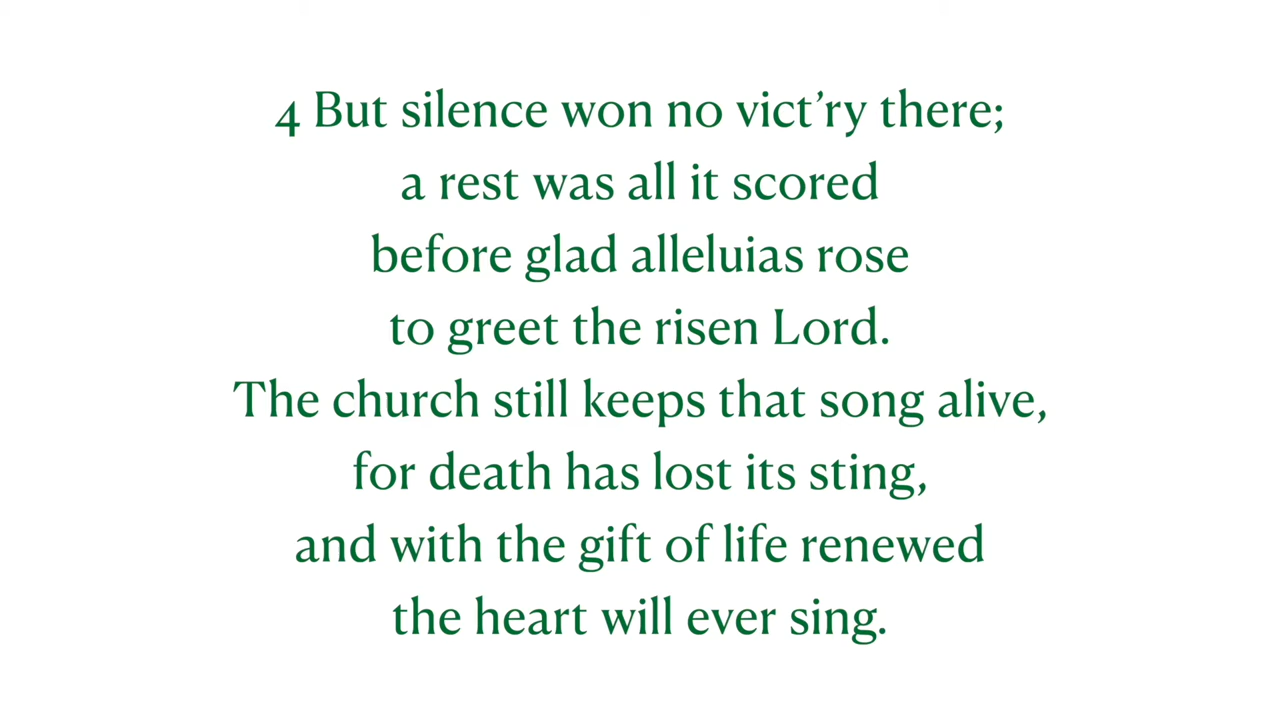 4 But silence won no vict’ry there;
a rest was all it scored
before glad alleluias rose
to greet the risen Lord.
The church still keeps that song alive,
for death has lost its sting,
and with the gift of life renewed
the heart will ever sing.